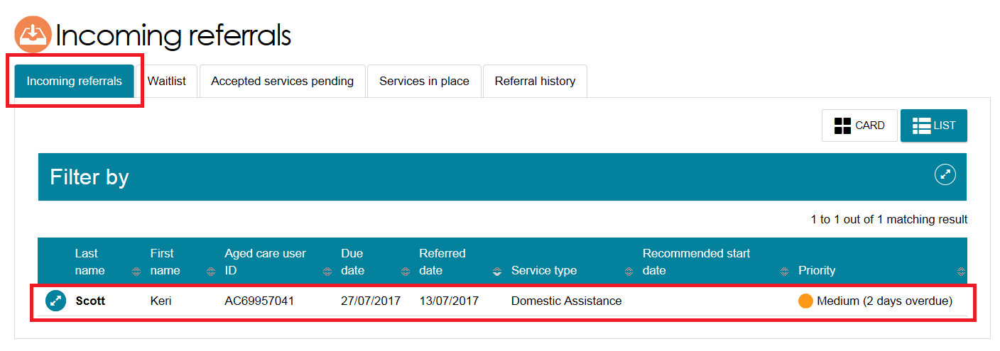 Incoming referrals
Incoming referrals Waitlist Accepted services pending Services in place Referral history
CARD LIST
Filter by
1 to 1 out of 1 matching result
Last name First name Aged care user ID Due date Referred date Service type Recommended start date Priority
Scott Keri AC69957041 27/07/2017 13/07/2017 Domestic Assistance Medium (2 days overdue)